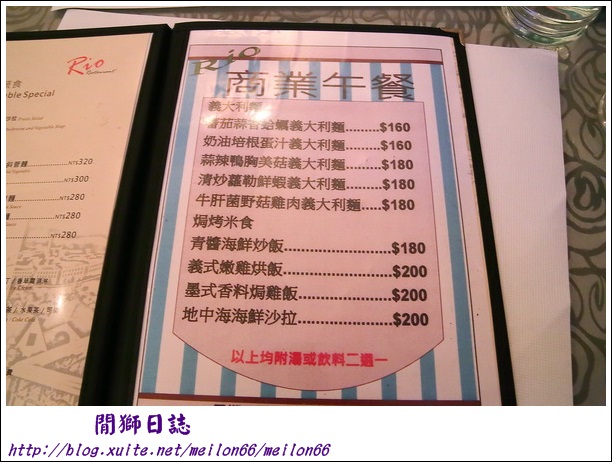 Rio
Restaurant
素食
ble Special
NT$320
NT$300
NT$280
NT$280
NT$280
Rio
商業午餐
義大利麵
番茄蒜香蛤蠣義大利麵.........$160
奶油培根蛋汁義大利麵.........$160
蒜辣鴨胸美菇義大利麵.........$180
清炒蘿勒鮮蝦義大利麵.........$180
牛肝菌野菇雞肉義大利麵.....$180
焗烤米食
青醬海鮮炒飯.......................$180
義式嫩雞烘飯.......................$200
墨式香料焗雞飯...................$200
地中海海鮮沙拉...................$200
以上均附湯或飲料二選一
閒獅日誌
http://blog.xuite.net/meilon66/meilon66